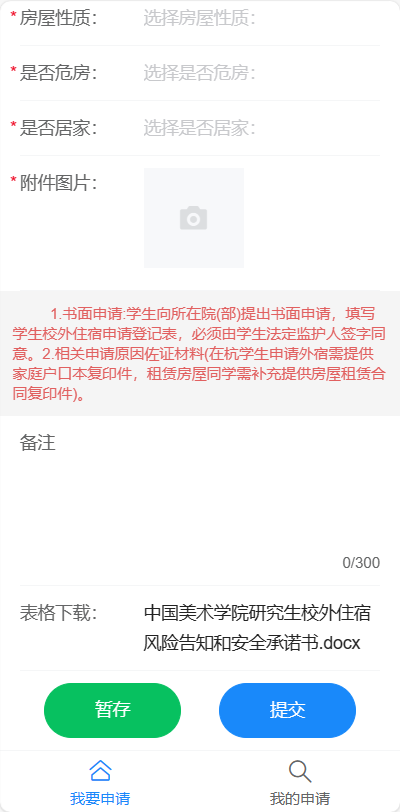 * 房屋性质： 选择房屋性质：
* 是否危房： 选择是否危房：
* 是否居家： 选择是否居家：
* 附件图片：
1.书面申请:学生向所在院(部)提出书面申请，填写
学生校外住宿申请登记表，必须由学生法定监护人签字同
意。2.相关申请原因佐证材料(在杭学生申请外宿需提供
家庭户口本复印件，租赁房屋同学需补充提供房屋租赁合
同复印件)。
备注
0/300
表格下载： 中国美术学院研究生校外住宿
风险告知和安全承诺书.docx
暂存 提交
我要申请 我的申请